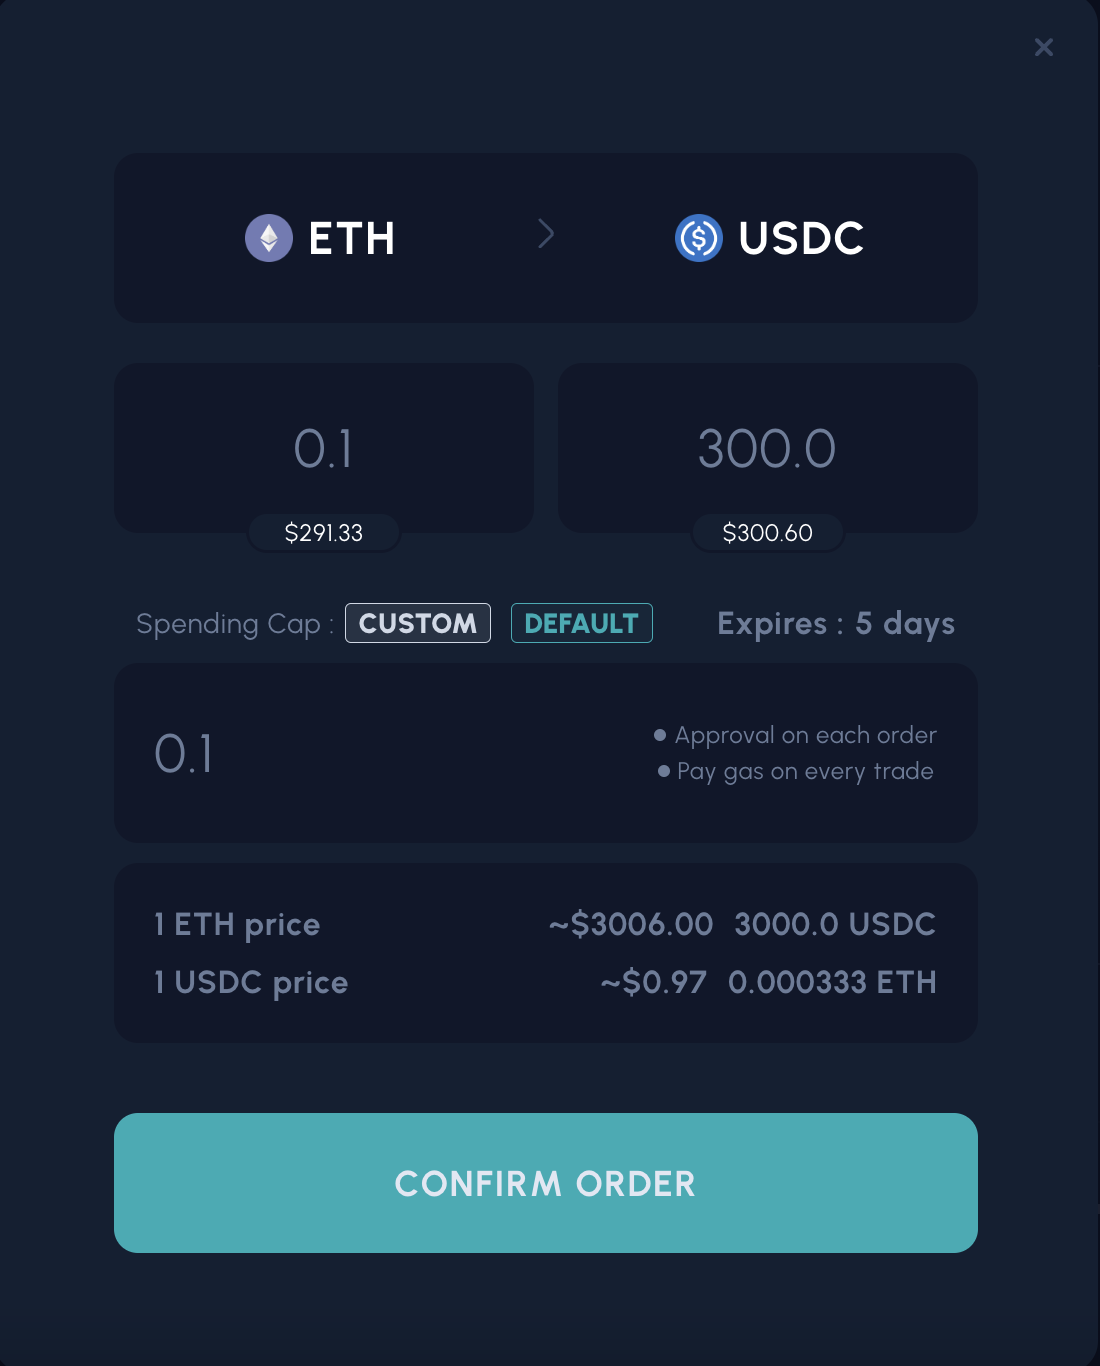 ETH > USDC
0.1 300.0
$291.33 $300.60
Spending Cap : CUSTOM DEFAULT Expires : 5 days
0.1
● Approval on each order
● Pay gas on every trade
1 ETH price ~$3006.00 3000.0 USDC
1 USDC price ~$0.97 0.000333 ETH
CONFIRM ORDER